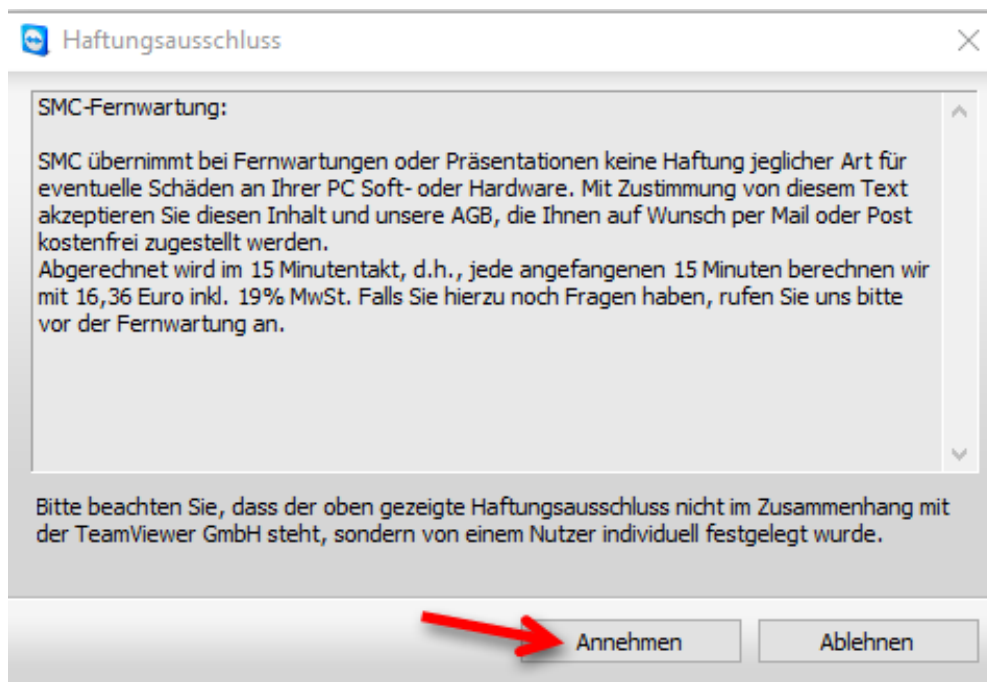 Haftungsausschluss
SMC-Fernwartung:
SMC übernimmt bei Fernwartungen oder Präsentationen keine Haftung jeglicher Art für
eventuelle Schäden an Ihrer PC Soft- oder Hardware. Mit Zustimmung von diesem Text
akzeptieren Sie diesen Inhalt und unsere AGB, die Ihnen auf Wunsch per Mail oder Post
kostenfrei zugestellt werden.
Abgerechnet wird im 15 Minutentakt, d.h., jede angefangenen 15 Minuten berechnen wir
mit 16,36 Euro inkl. 19% MwSt. Falls Sie hierzu noch Fragen haben, rufen Sie uns bitte
vor der Fernwartung an.
Bitte beachten Sie, dass der oben gezeigte Haftungsausschluss nicht im Zusammenhang mit
der TeamViewer GmbH steht, sondern von einem Nutzer individuell festgelegt wurde.
Annehmen Ablehnen